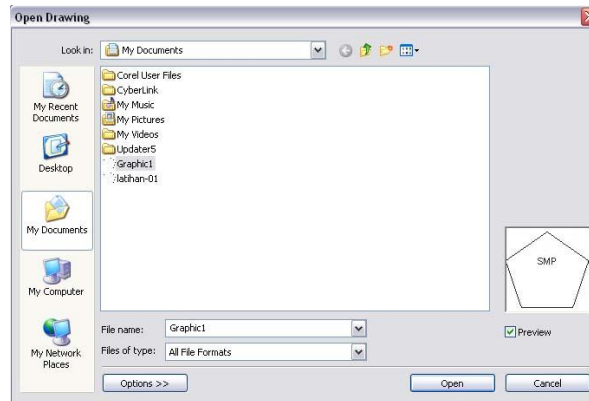 Open Drawing
Look in:
My Documents
My Recent
Documents
Desktop
My Documents
My Computer
My Network
Places
Corel User Files
CyberLink
My Music
My Pictures
My Videos
Updater5
Graphic1
latihan-01
SMP
File name:
Graphic1
Preview
Files of type:
All File Formats
Options >>
Open
Cancel